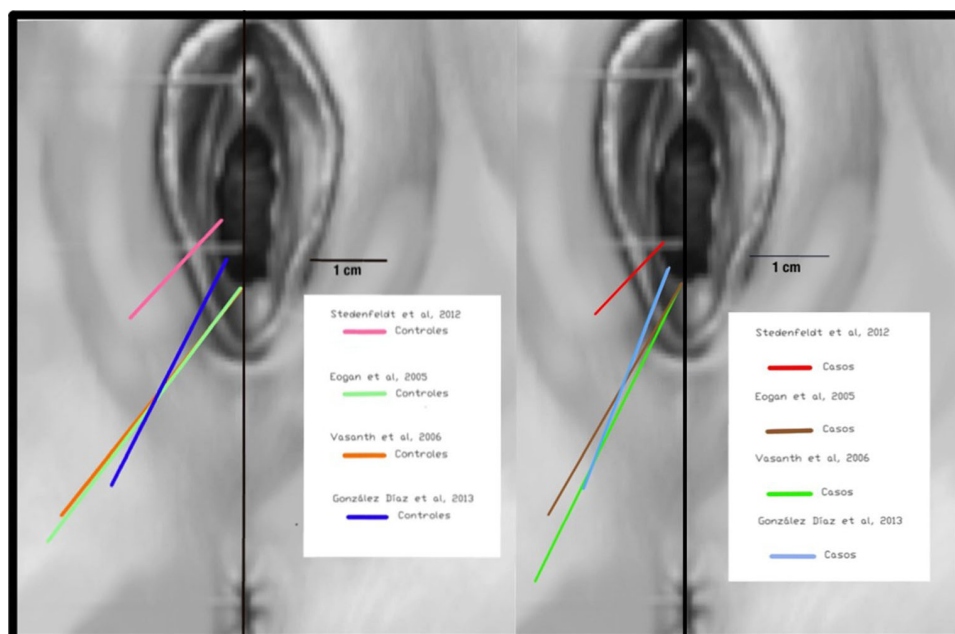 1 cm
Stedenfeldt et al, 2012
Controles
Eogan et al, 2005
Controles
Vasanth et al, 2006
Controles
González Díaz et al, 2013
Controles
1 cm
Stedenfeldt et al, 2012
Casos
Eogan et al, 2005
Casos
Vasanth et al, 2006
Casos
González Díaz et al, 2013
Casos